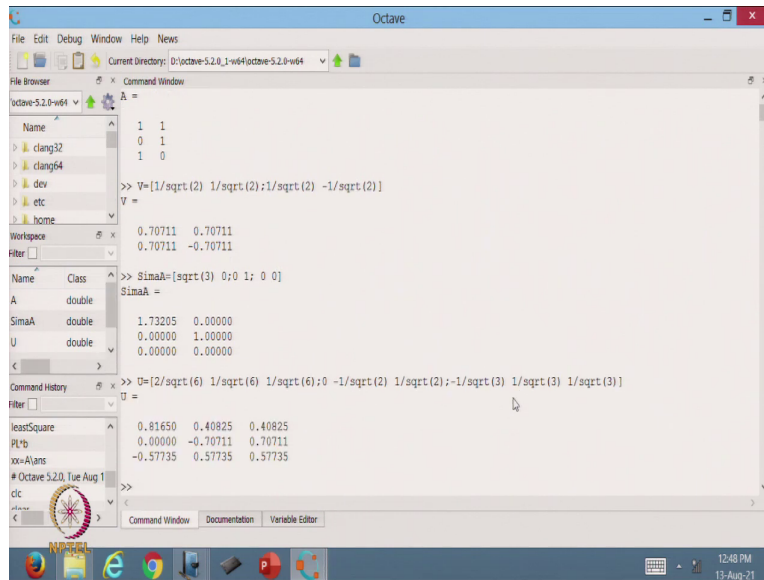 Octave
File Edit Debug Window Help News
Current Directory: D:\octave-5.2.0_1-w64\octave-5.2.0-w64
File Browser
'octave-5.2.0-w64
Name
clang32
clang64
dev
etc
home
Workspace
Filter
Name Class
A double
SimaA double
U double
Command History
Filter
leastSquare
PL*b
xx=A\ans
# Octave 5.2.0, Tue Aug 1
clc
clear
Command Window
A =
1 1
0 1
1 0
>> V=[1/sqrt(2) 1/sqrt(2);1/sqrt(2) -1/sqrt(2)]
V =
0.70711 0.70711
0.70711 -0.70711
>> SimaA=[sqrt(3) 0;0 1; 0 0]
SimaA =
1.73205 0.00000
0.00000 1.00000
0.00000 0.00000
>> U=[2/sqrt(6) 1/sqrt(6) 1/sqrt(6);0 -1/sqrt(2) 1/sqrt(2);-1/sqrt(3) 1/sqrt(3) 1/sqrt(3)]
U =
0.81650 0.40825 0.40825
0.00000 -0.70711 0.70711
-0.57735 0.57735 0.57735
>>
Command Window Documentation Variable Editor
NPTEL
12:48 PM
13-Aug-21